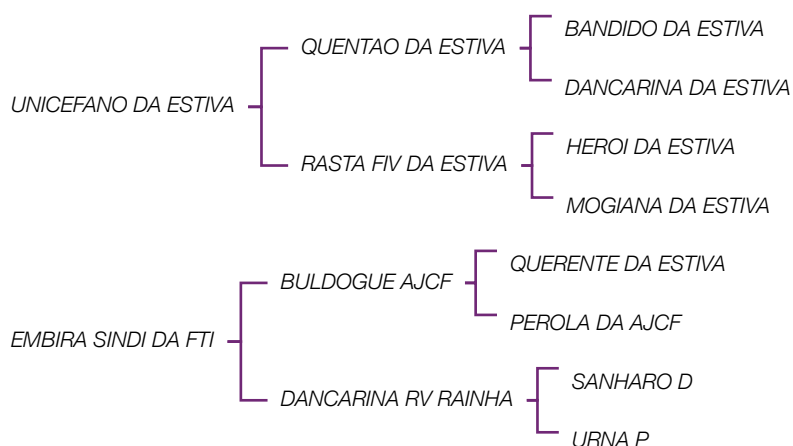 BANDIDO DA ESTIVA
QUENTAO DA ESTIVA
DANCARINA DA ESTIVA
UNICEFANO DA ESTIVA
HEROI DA ESTIVA
RASTA FIV DA ESTIVA
MOGIANA DA ESTIVA
QUERENTE DA ESTIVA
BULDOGUE AJCF
PEROLA DA AJCF
EMBIRA SINDI DA FTI
SANHARO D
DANCARINA RV RAINHA
URNA P